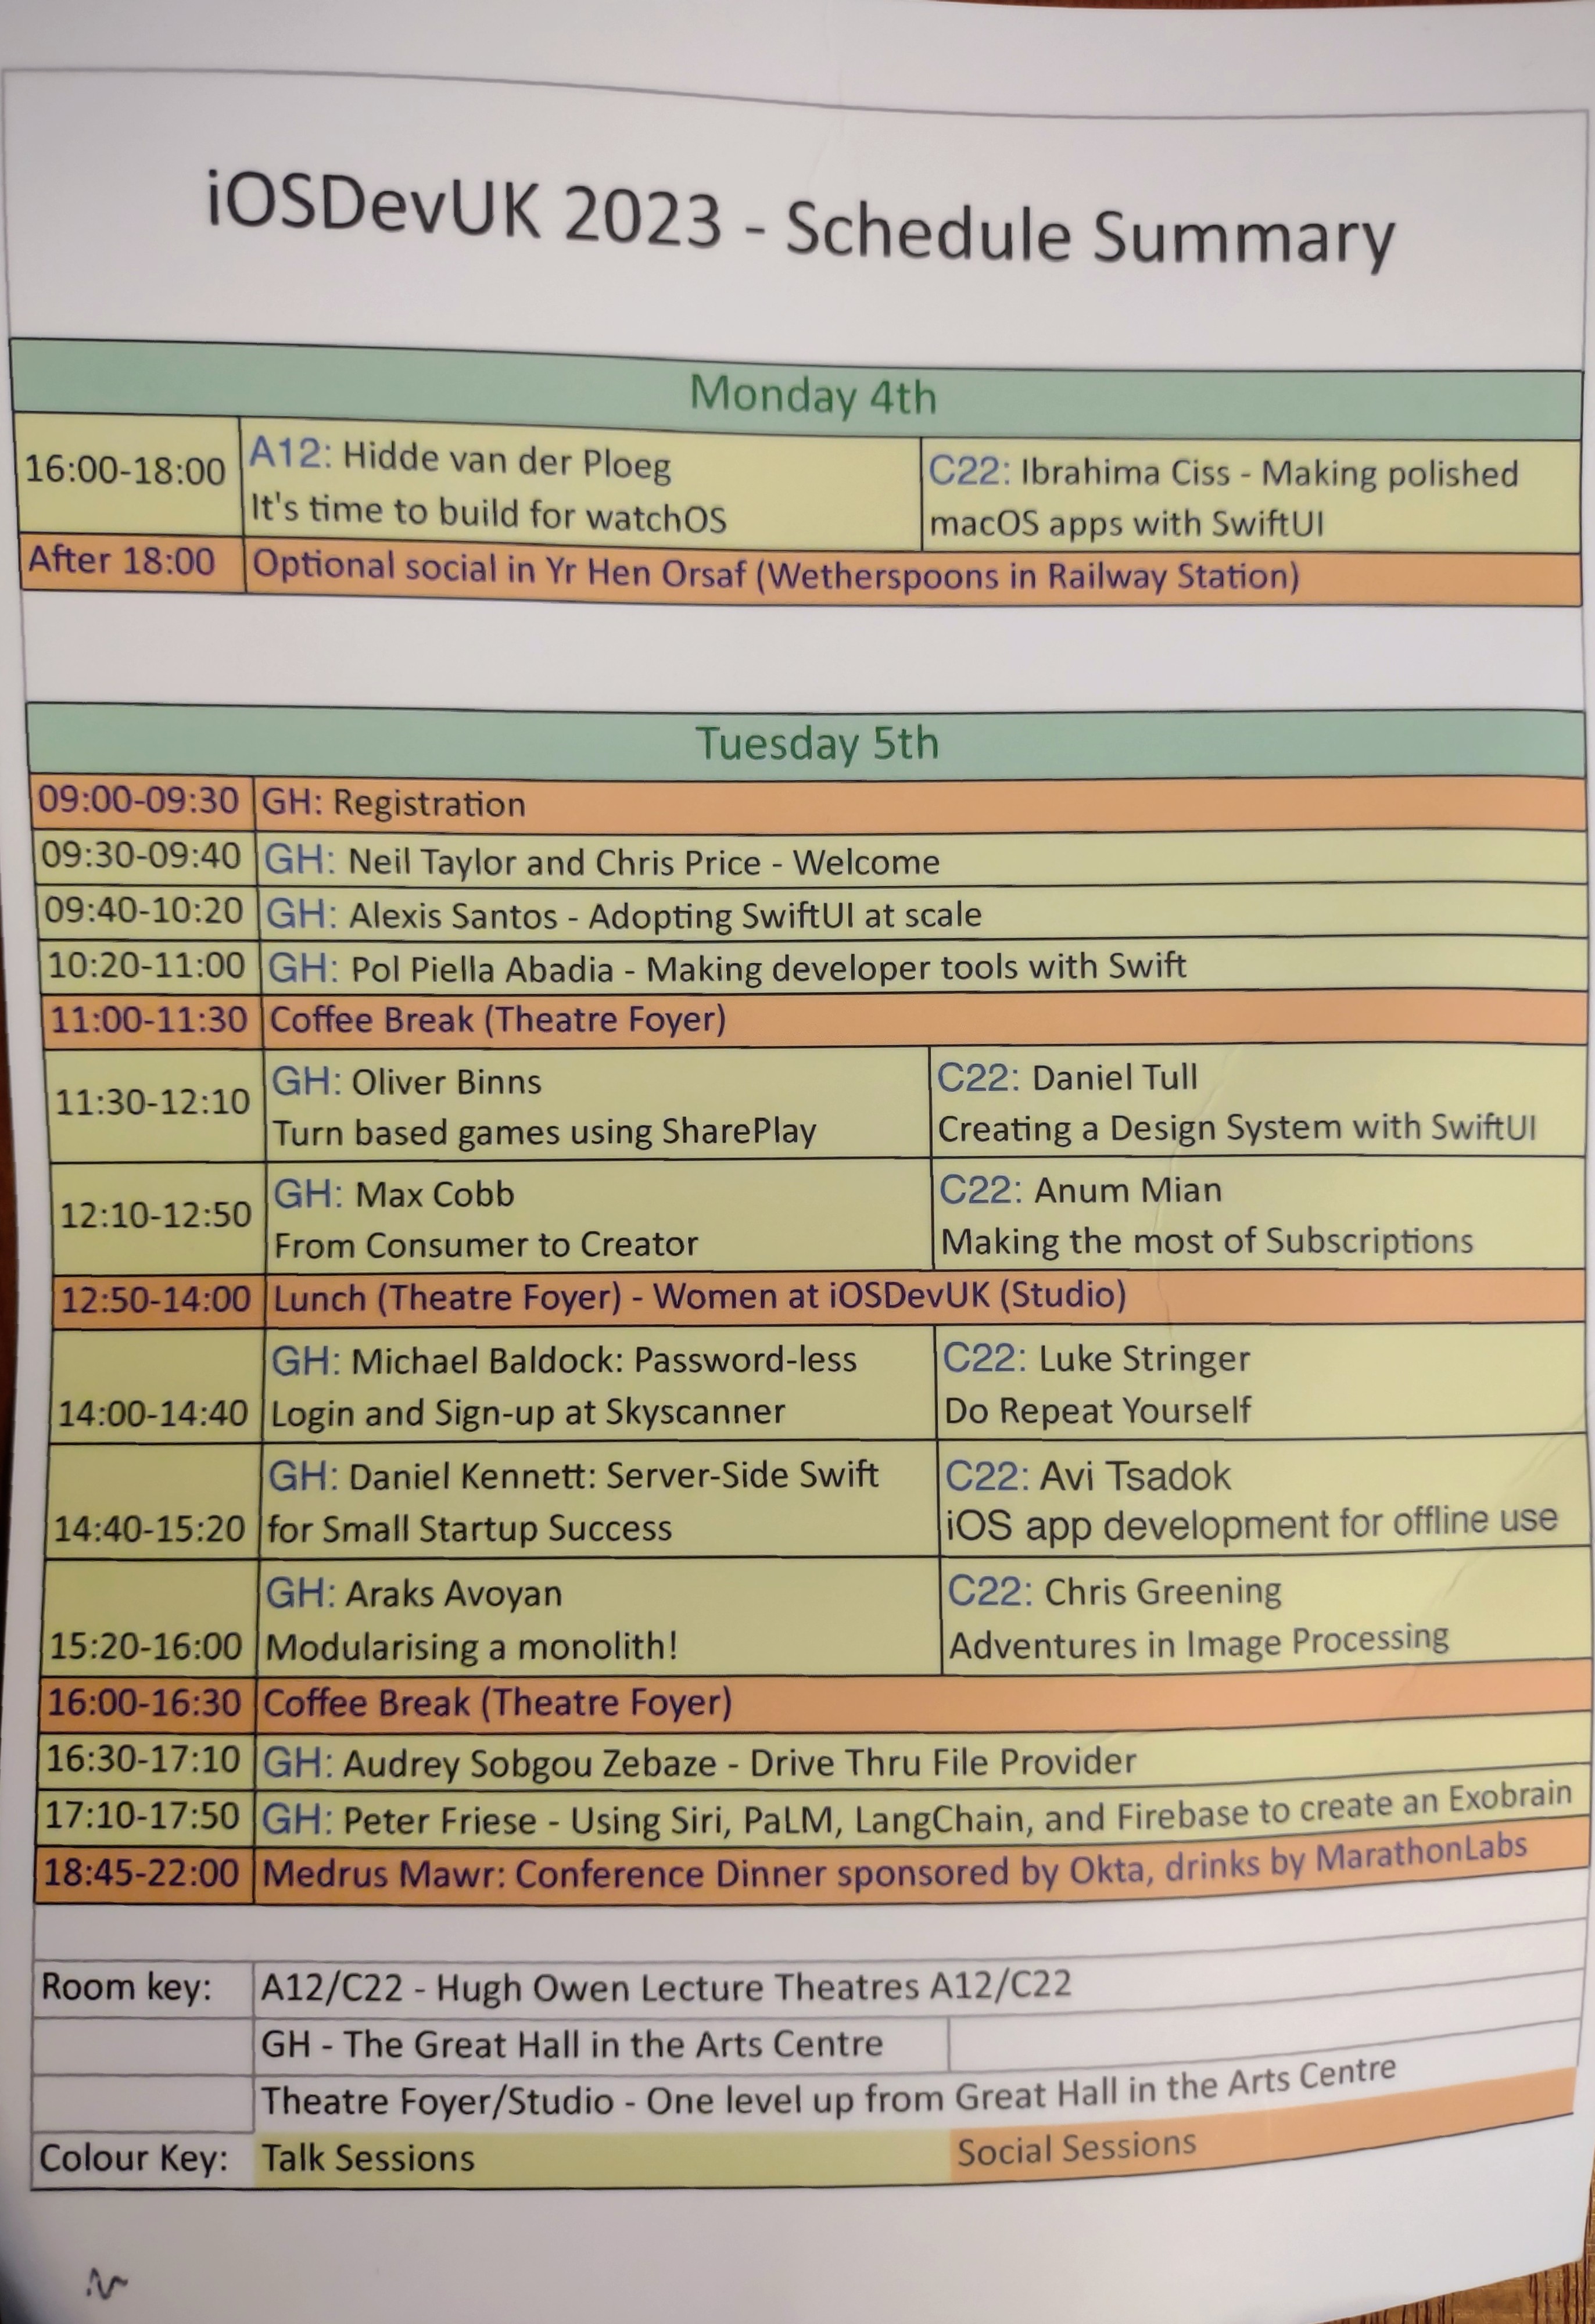 iOSDevUK 2023 - Schedule Summary
Monday 4th
16:00-18:00
A12: Hidde van der Ploeg
It's time to build for watchOS
C22: Ibrahima Ciss - Making polished
macOS apps with SwiftUI
After 18:00 Optional social in Yr Hen Orsaf (Wetherspoons in Railway Station)
Tuesday 5th
09:00-09:30 GH: Registration
09:30-09:40 GH: Neil Taylor and Chris Price - Welcome
09:40-10:20 GH: Alexis Santos - Adopting SwiftUI at scale
10:20-11:00 GH: Pol Piella Abadia - Making developer tools with Swift
11:00-11:30 Coffee Break (Theatre Foyer)
11:30-12:10
GH: Oliver Binns
Turn based games using SharePlay
C22: Daniel Tull
Creating a Design System with SwiftUI
12:10-12:50
GH: Max Cobb
From Consumer to Creator
C22: Anum Mian
Making the most of Subscriptions
12:50-14:00 Lunch (Theatre Foyer) - Women at iOSDevUK (Studio)
14:00-14:40
GH: Michael Baldock: Password-less
Login and Sign-up at Skyscanner
C22: Luke Stringer
Do Repeat Yourself
14:40-15:20
GH: Daniel Kennett: Server-Side Swift
for Small Startup Success
C22: Avi Tsadok
iOS app development for offline use
15:20-16:00
GH: Araks Avoyan
Modularising a monolith!
C22: Chris Greening
Adventures in Image Processing
16:00-16:30 Coffee Break (Theatre Foyer)
16:30-17:10 GH: Audrey Sobgou Zebaze - Drive Thru File Provider
17:10-17:50 GH: Peter Friese - Using Siri, PaLM, LangChain, and Firebase to create an Exobrain
18:45-22:00 Medrus Mawr: Conference Dinner sponsored by Okta, drinks by MarathonLabs
Room key: A12/C22 - Hugh Owen Lecture Theatres A12/C22
GH - The Great Hall in the Arts Centre
Theatre Foyer/Studio - One level up from Great Hall in the Arts Centre
Colour Key: Talk Sessions Social Sessions